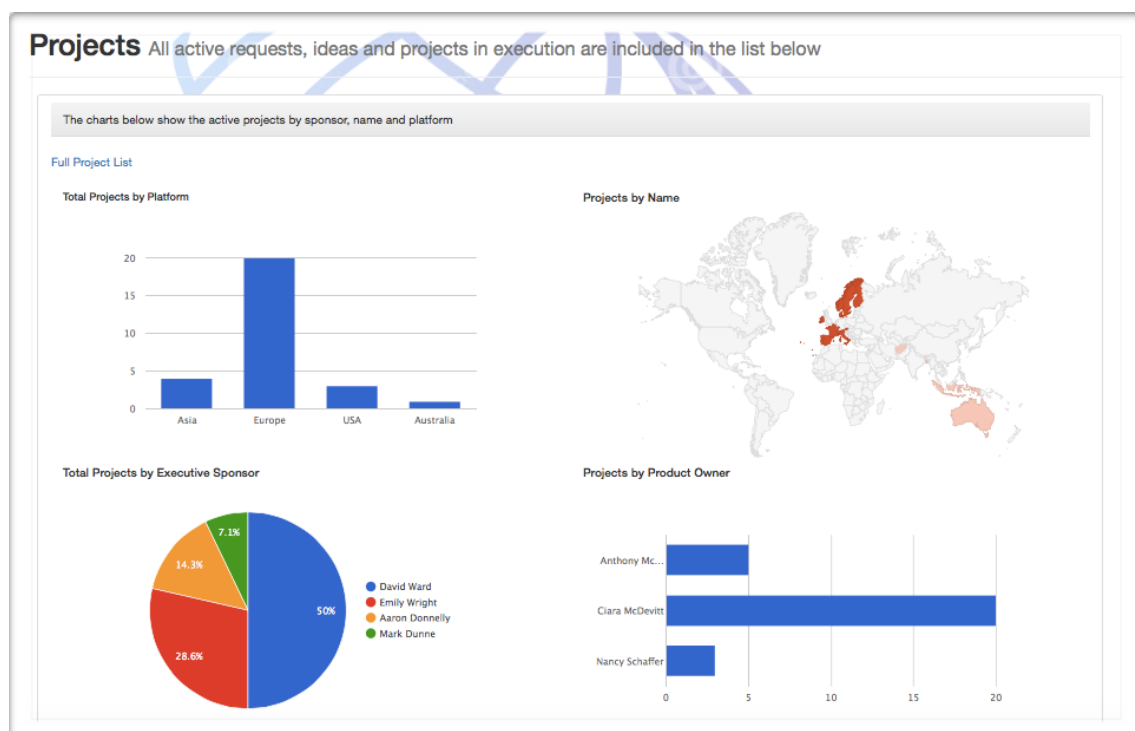 Projects All active requests, ideas and projects in execution are included in the list below
The charts below show the active projects by sponsor, name and platform
Full Project List
Total Projects by Platform
20
15
10
5
0
Asia Europe USA Australia
Projects by Name
Total Projects by Executive Sponsor
7.1%
14.3%
50%
28.6%
David Ward
Emily Wright
Aaron Donnelly
Mark Dunne
Projects by Product Owner
Anthony Mc...
Ciara McDevitt
Nancy Schaffer
0 5 10 15 20